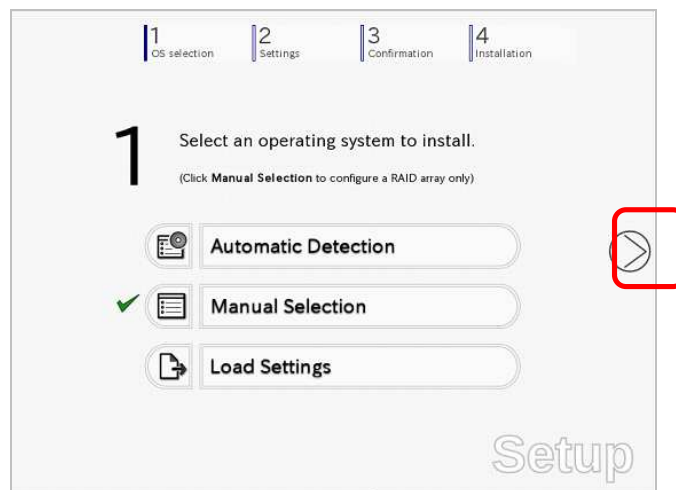 1 2 3 4
OS selection Settings Confirmation Installation
1 Select an operating system to install.
(Click Manual Selection to configure a RAID array only)
Automatic Detection
Manual Selection
Load Settings
Setup